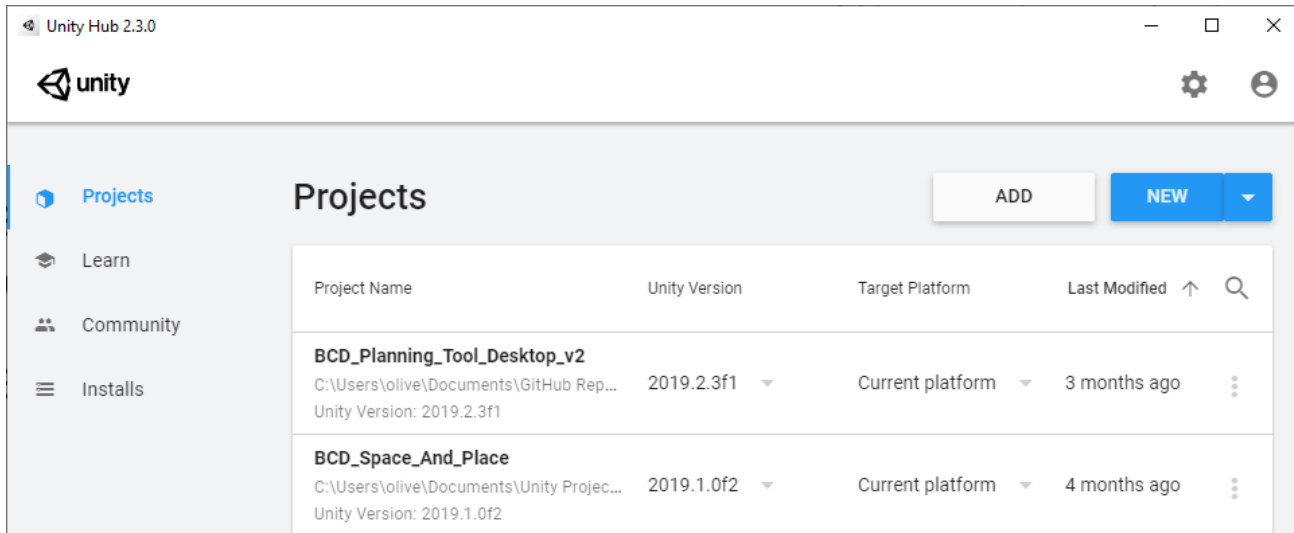 Unity Hub 2.3.0
unity
Projects
Learn
Community
Installs
Projects
ADD
NEW
Project Name Unity Version Target Platform Last Modified
BCD_Planning_Tool_Desktop_v2
C:\Users\olive\Documents\GitHub Rep... 2019.2.3f1 Current platform 3 months ago
Unity Version: 2019.2.3f1
BCD_Space_And_Place
C:\Users\olive\Documents\Unity Projec... 2019.1.0f2 Current platform 4 months ago
Unity Version: 2019.1.0f2